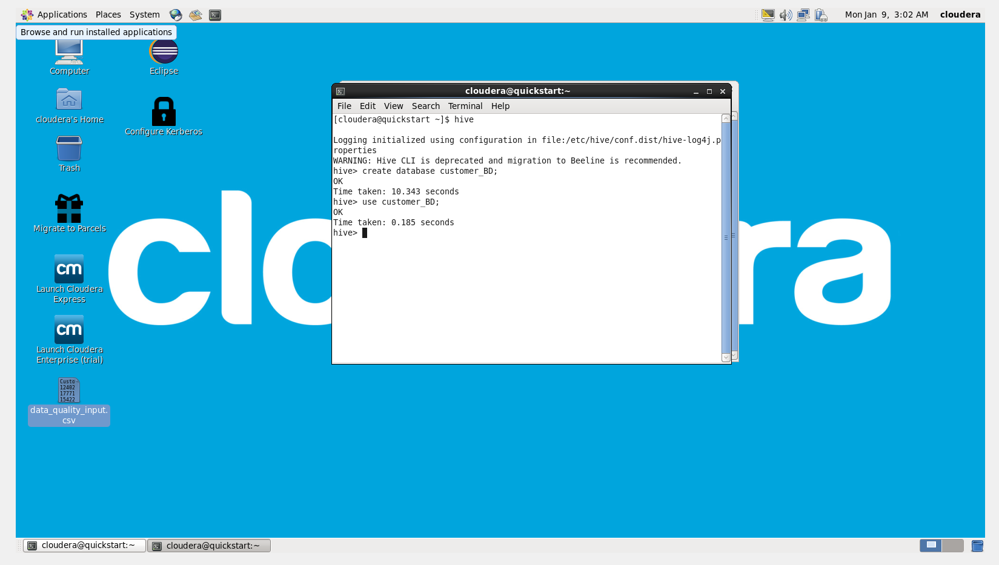 Applications Places System
Mon Jan 9, 3:02 AM cloudera
Browse and run installed applications
Computer
Eclipse
cloudera's Home
Configure Kerberos
Trash
Migrate to Parcels
cm
Launch Cloudera
Express
cm
Launch Cloudera
Enterprise (trial)
Custo
12402
17771
15422
data_quality_input.
csv
clo
ra
cloudera@quickstart:~
File Edit View Search Terminal Help
[cloudera@quickstart ~]$ hive
Logging initialized using configuration in file:/etc/hive/conf.dist/hive-log4j.p
roperties
WARNING: Hive CLI is deprecated and migration to Beeline is recommended.
hive> create database customer_BD;
OK
Time taken: 10.343 seconds
hive> use customer_BD;
OK
Time taken: 0.185 seconds
hive>
cloudera@quickstart:~ cloudera@quickstart:~